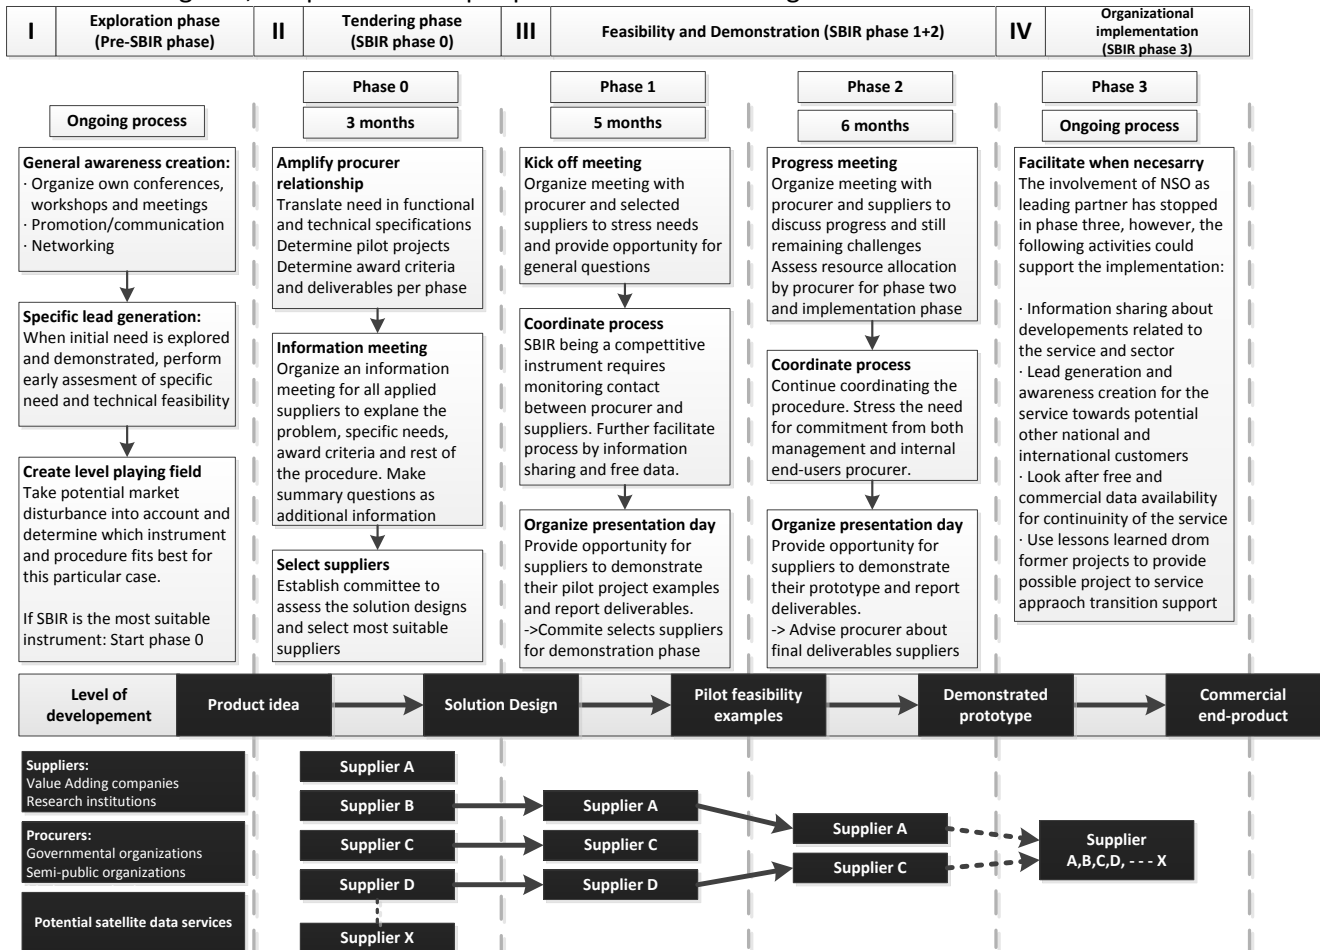 I
Exploration phase
(Pre-SBIR phase)
II
Tendering phase
(SBIR phase 0)
III
Feasibility and Demonstration (SBIR phase 1+2)
IV
Organizational
implementation
(SBIR phase 3)
Ongoing process
Phase 0
3 months
Phase 1
5 months
Phase 2
6 months
Phase 3
Ongoing process
General awareness creation:
· Organize own conferences,
workshops and meetings
· Promotion/communication
· Networking
Specific lead generation:
When initial need is explored
and demonstrated, perform
early assesment of specific
need and technical feasibility
Create level playing field
Take potential market
disturbance into account and
determine which instrument
and procedure fits best for
this particular case.
If SBIR is the most suitable
instrument: Start phase 0
Amplify procurer
relationship
Translate need in functional
and technical specifications
Determine pilot projects
Determine award criteria
and deliverables per phase
Information meeting
Organize an information
meeting for all applied
suppliers to explane the
problem, specific needs,
award criteria and rest of
the procedure. Make
summary questions as
additional information
Select suppliers
Establish committee to
assess the solution designs
and select most suitable
suppliers
Kick off meeting
Organize meeting with
procurer and selected
suppliers to stress needs
and provide opportunity for
general questions
Coordinate process
SBIR being a competitive
instrument requires
monitoring contact
between procurer and
suppliers. Further facilitate
process by information
sharing and free data.
Organize presentation day
Provide opportunity for
suppliers to demonstrate
their pilot project examples
and report deliverables.
->Commite selects suppliers
for demonstration phase
Progress meeting
Organize meeting with
procurer and suppliers to
discuss progress and still
remaining challenges
Assess resource allocation
by procurer for phase two
and implementation phase
Coordinate process
Continue coordinating the
procedure. Stress the need
for commitment from both
management and internal
end-users procurer.
Organize presentation day
Provide opportunity for
suppliers to demonstrate
their prototype and report
deliverables.
-> Advise procurer about
final deliverables suppliers
Facilitate when necesarry
The involvement of NSO as
leading partner has stopped
in phase three, however, the
following activities could
support the implementation:
· Information sharing about
developements related to
the service and sector
· Lead generation and
awareness creation for the
service towards potential
other national and
international customers
· Look after free and
commercial data availability
for continuinity of the service
· Use lessons learned drom
former projects to provide
possible project to service
appraoch transition support
Level of
developement
Product idea
Solution Design
Pilot feasibility
examples
Demonstrated
prototype
Commercial
end-product
Suppliers:
Value Adding companies
Research institutions
Procurers:
Governmental organizations
Semi-public organizations
Potential satellite data services
Supplier A
Supplier B
Supplier C
Supplier D
Supplier X
Supplier A
Supplier C
Supplier D
Supplier A
Supplier C
Supplier
A,B,C,D, - - - X